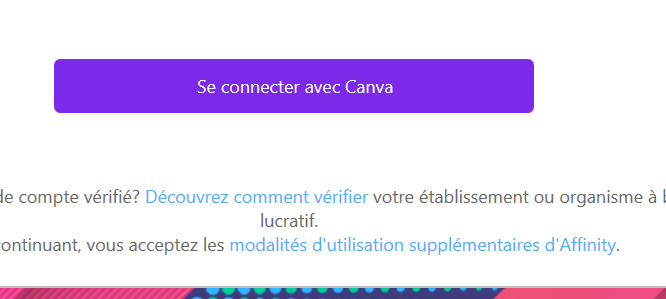 Se connecter avec Canva
de compte vérifié? Découvrez comment vérifier votre établissement ou organisme à
lucratif.
continuant, vous acceptez les modalités d'utilisation supplémentaires d'Affinity.